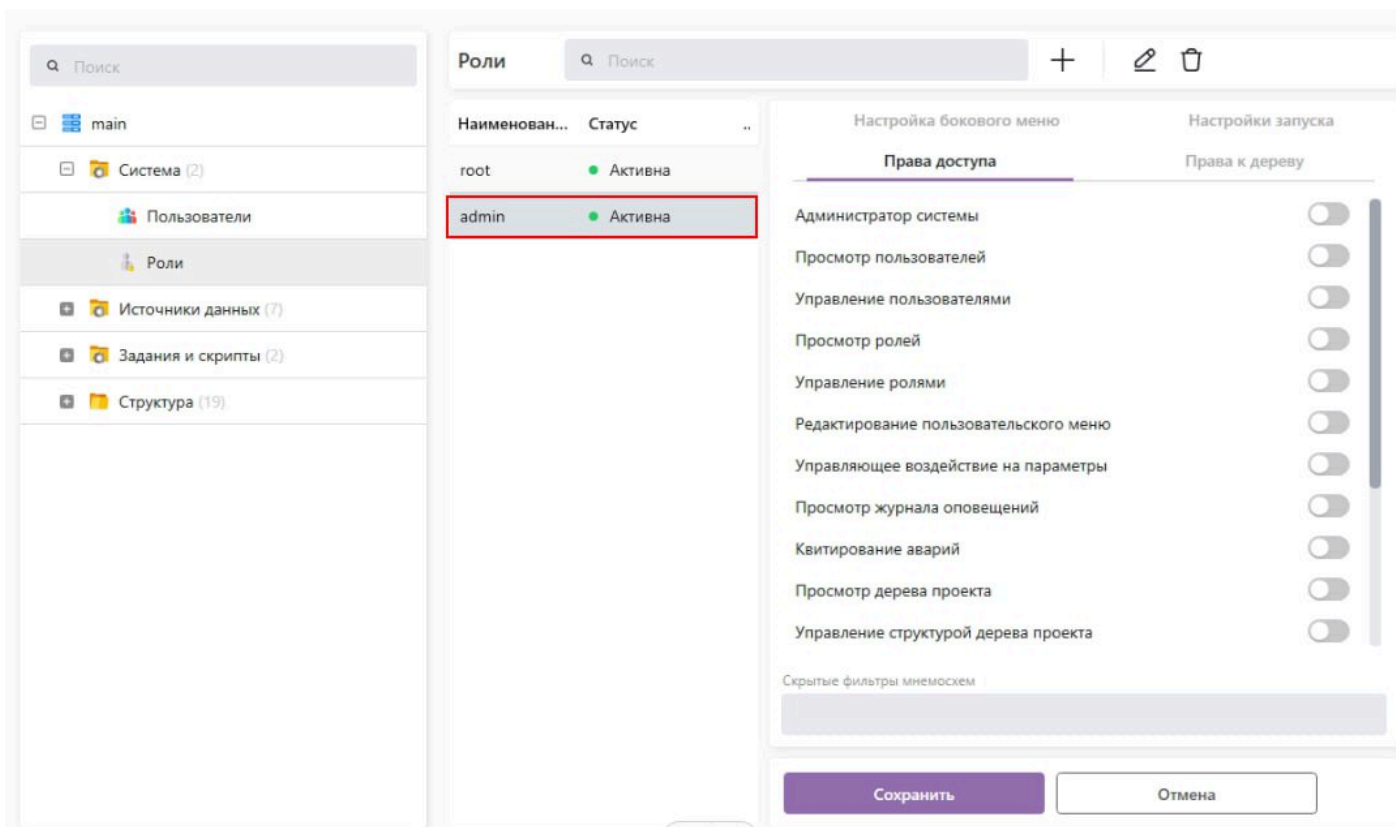 Поиск
main
Система (2)
Пользователи
Роли
Источники данных (7)
Задания и скрипты (2)
Структура (19)
Роли
Поиск
Наименован... Статус ..
root Активна
admin Активна
Настройка бокового меню Настройки запуска
Права доступа Права к дереву
Администратор системы
Просмотр пользователей
Управление пользователями
Просмотр ролей
Управление ролями
Редактирование пользовательского меню
Управляющее воздействие на параметры
Просмотр журнала оповещений
Квитирование аварий
Просмотр дерева проекта
Управление структурой дерева проекта
Скрытые фильтры мнемосхем
Сохранить Отмена